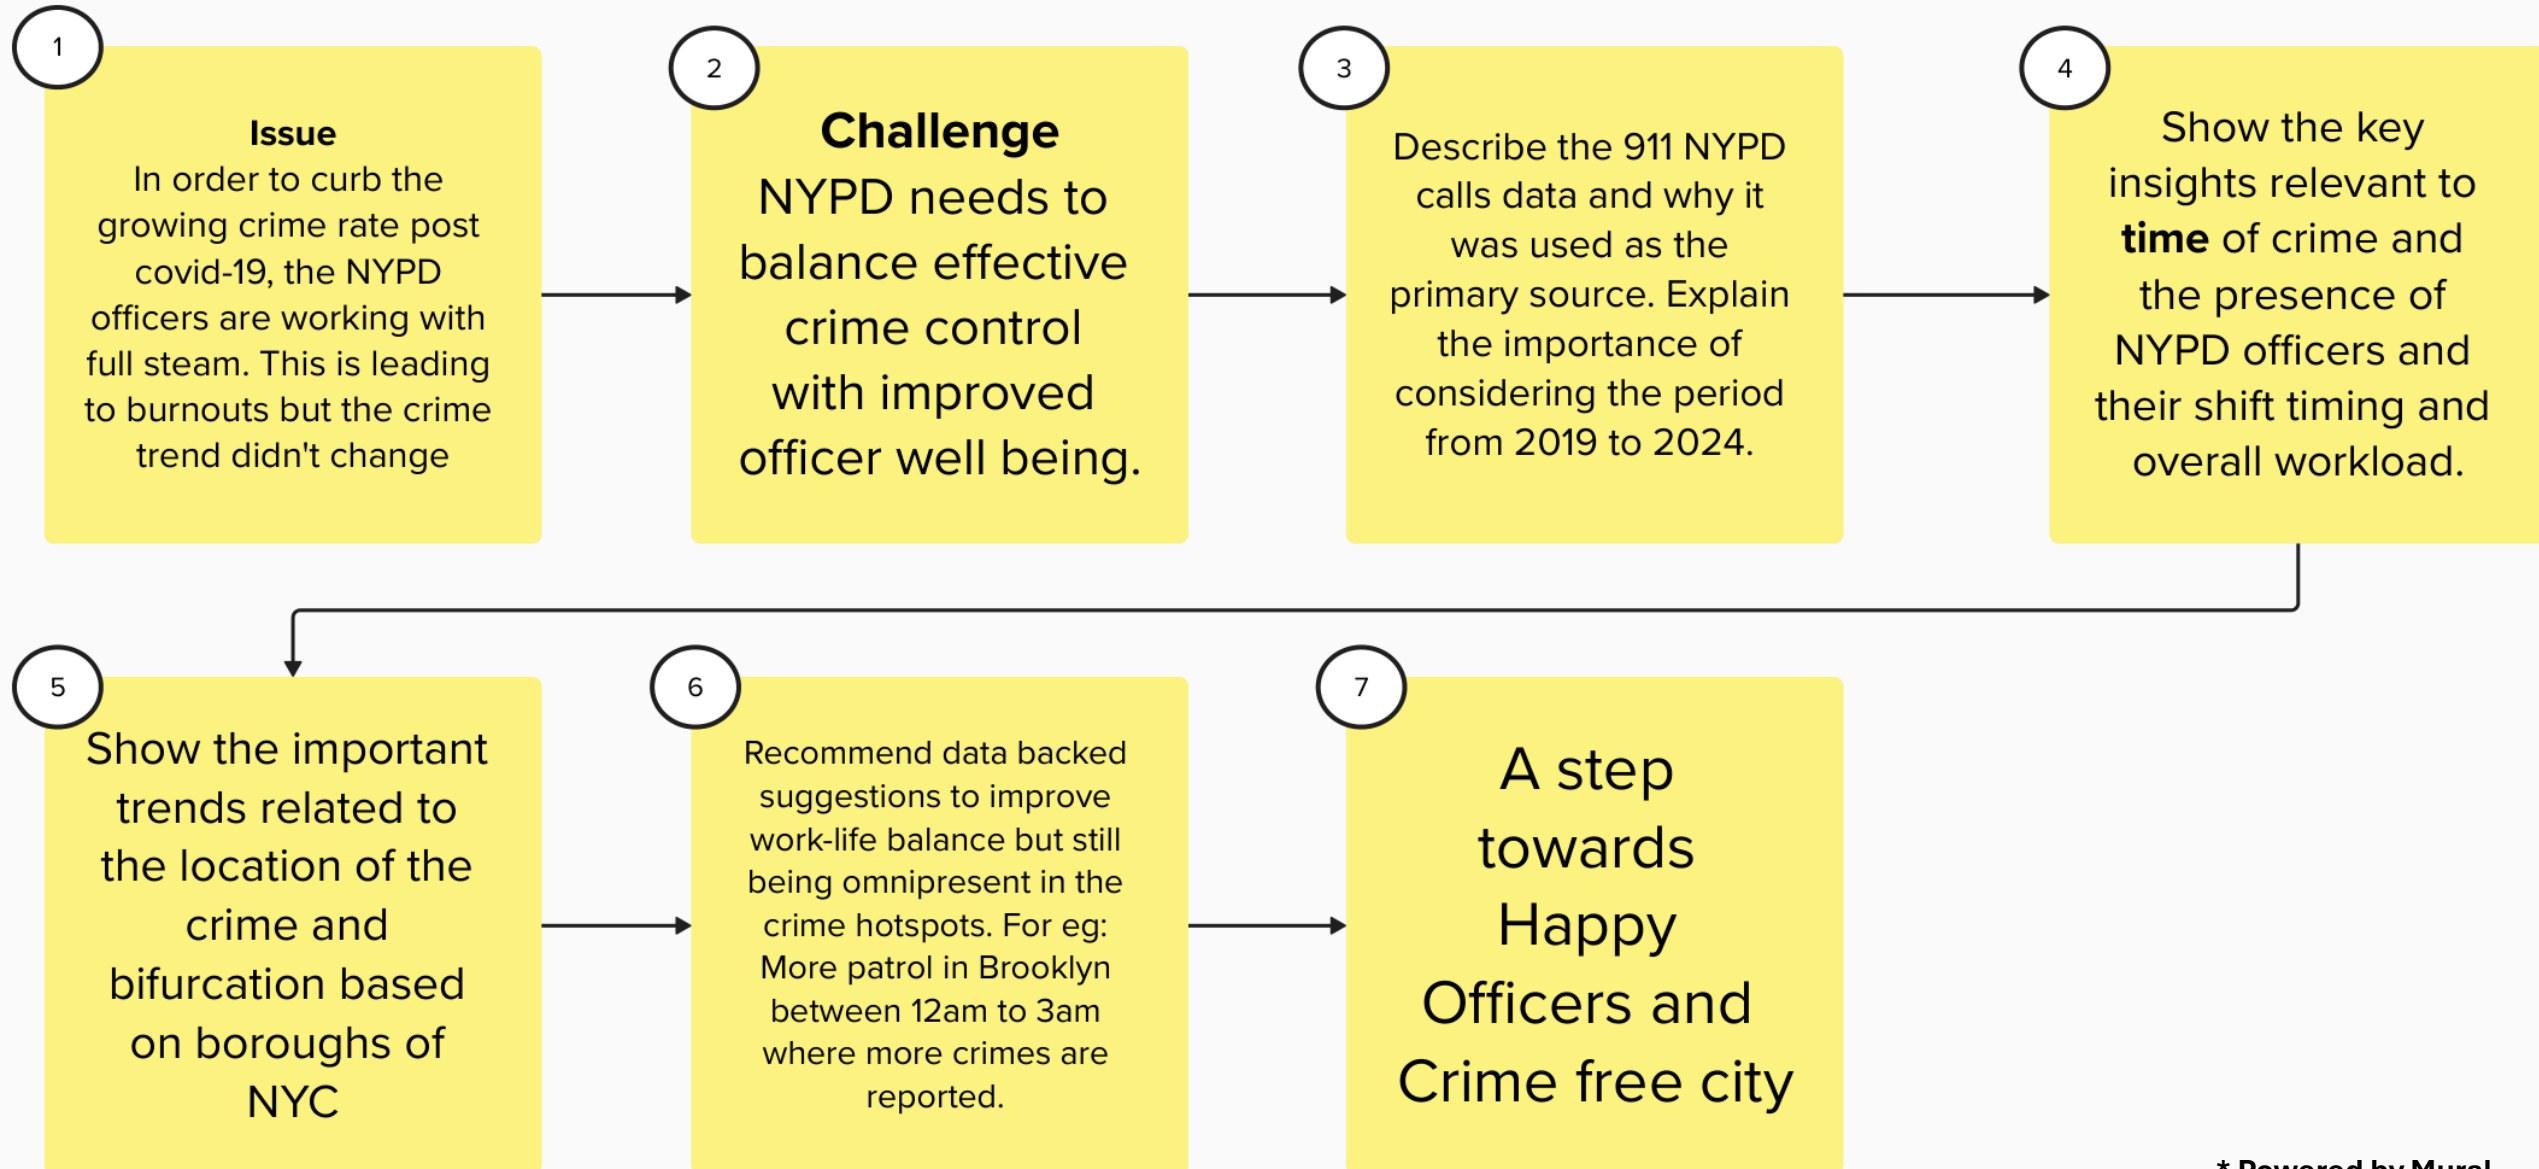 1
Issue
In order to curb the
growing crime rate post
covid-19, the NYPD
officers are working with
full steam. This is leading
to burnouts but the crime
trend didn't change
2
Challenge
NYPD needs to
balance effective
crime control
with improved
officer well being.
3
Describe the 911 NYPD
calls data and why it
was used as the
primary source. Explain
the importance of
considering the period
from 2019 to 2024.
4
Show the key
insights relevant to
time of crime and
the presence of
NYPD officers and
their shift timing and
overall workload.
5
Show the important
trends related to
the location of the
crime and
bifurcation based
on boroughs of
NYC
6
Recommend data backed
suggestions to improve
work-life balance but still
being omnipresent in the
crime hotspots. For eg:
More patrol in Brooklyn
between 12am to 3am
where more crimes are
reported.
7
A step
towards
Happy
Officers and
Crime free city
* Powered by Mural